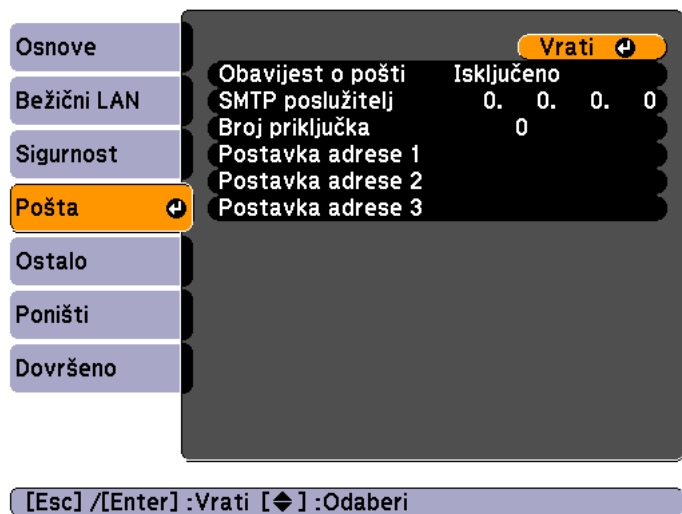 Osnove
Bežični LAN
Sigurnost
Pošta
Ostalo
Poništi
Dovršeno
Vrati
Obavijest o pošti Isključeno
SMTP poslužitelj 0. 0. 0. 0
Broj priključka 0
Postavka adrese 1
Postavka adrese 2
Postavka adrese 3
[Esc] /[Enter] :Vrati [◆] :Odaberi